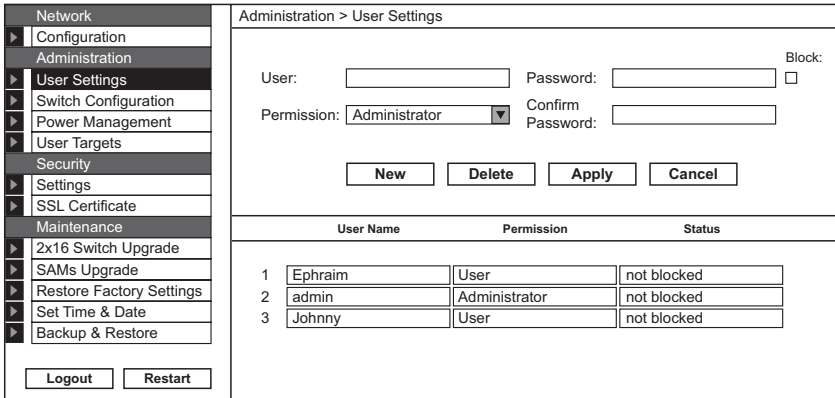 Network
Configuration
Administration
User Settings
Switch Configuration
Power Management
User Targets
Security
Settings
SSL Certificate
Maintenance
2x16 Switch Upgrade
SAMs Upgrade
Restore Factory Settings
Set Time & Date
Backup & Restore
Logout Restart
Administration > User Settings
Block:
User: Password:
Permission: Administrator Confirm
Password:
New Delete Apply Cancel
User Name Permission Status
1 Ephraim User not blocked
2 admin Administrator not blocked
3 Johnny User not blocked